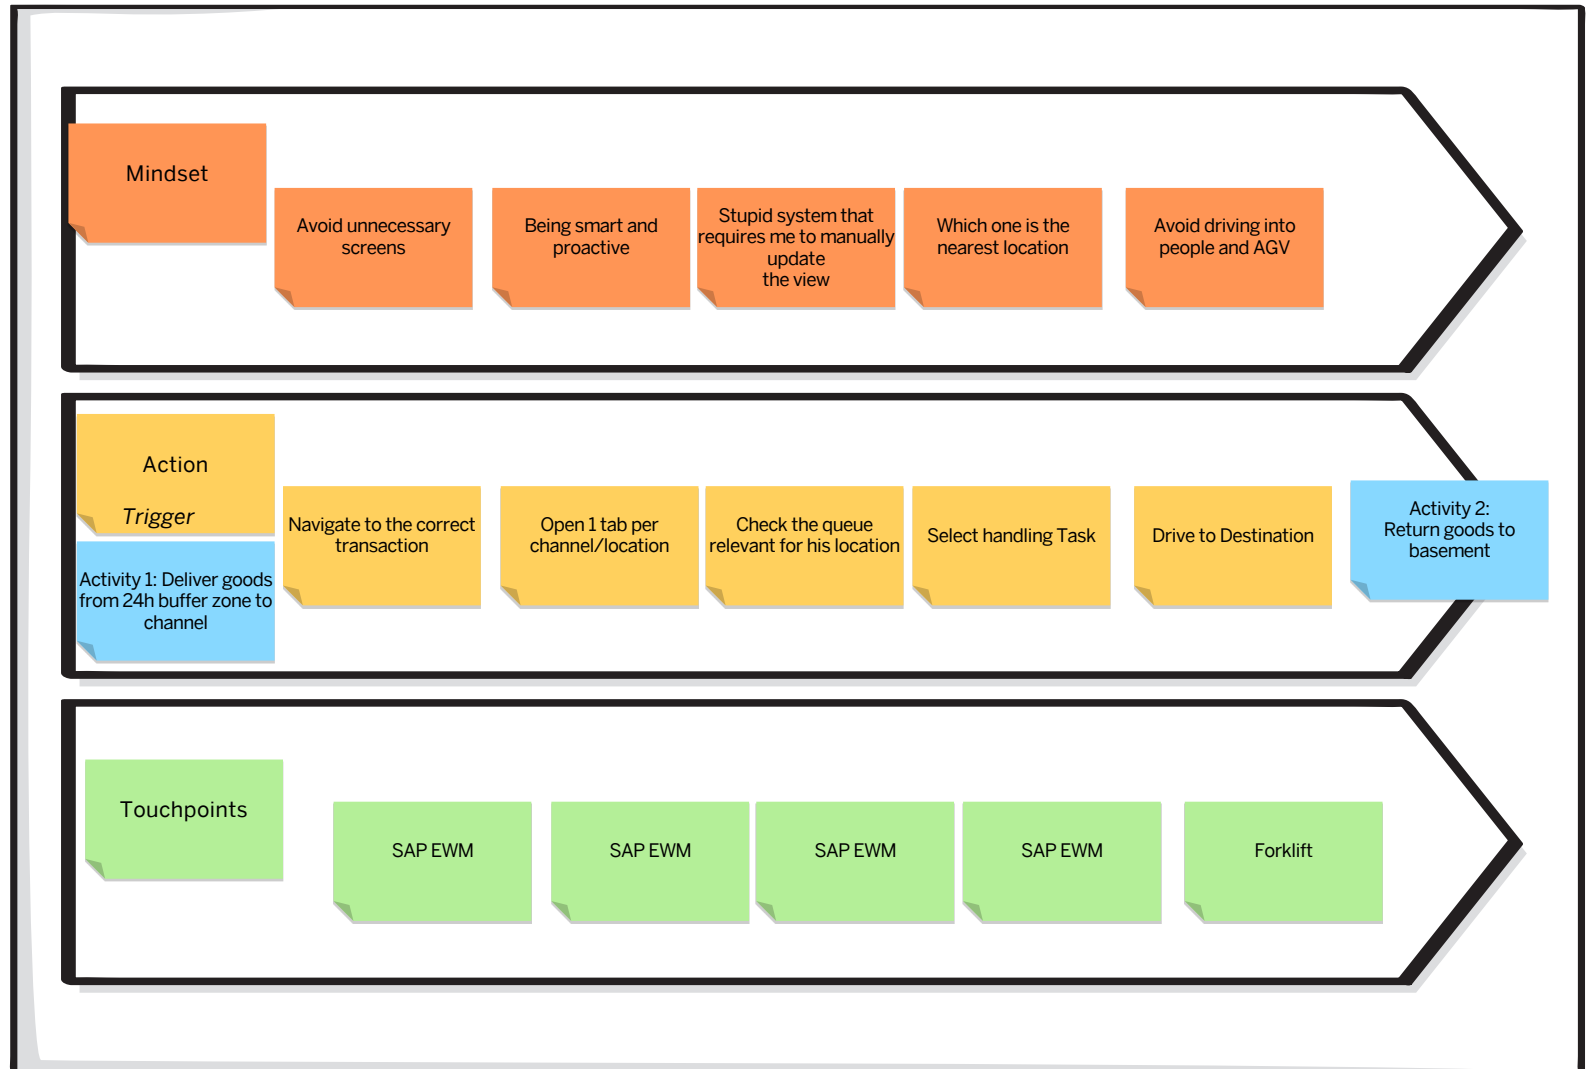 Mindset
Avoid unnecessary
screens
Being smart and
proactive
Stupid system that
requires me to manually
update
the view
Which one is the
nearest location
Avoid driving into
people and AGV
Action
Trigger
Activity 1: Deliver goods
from 24h buffer zone to
channel
Navigate to the correct
transaction
Open 1 tab per
channel/location
Check the queue
relevant for his location
Select handling Task
Drive to Destination
Activity 2:
Return goods to
basement
Touchpoints
SAP EWM
SAP EWM
SAP EWM
SAP EWM
Forklift